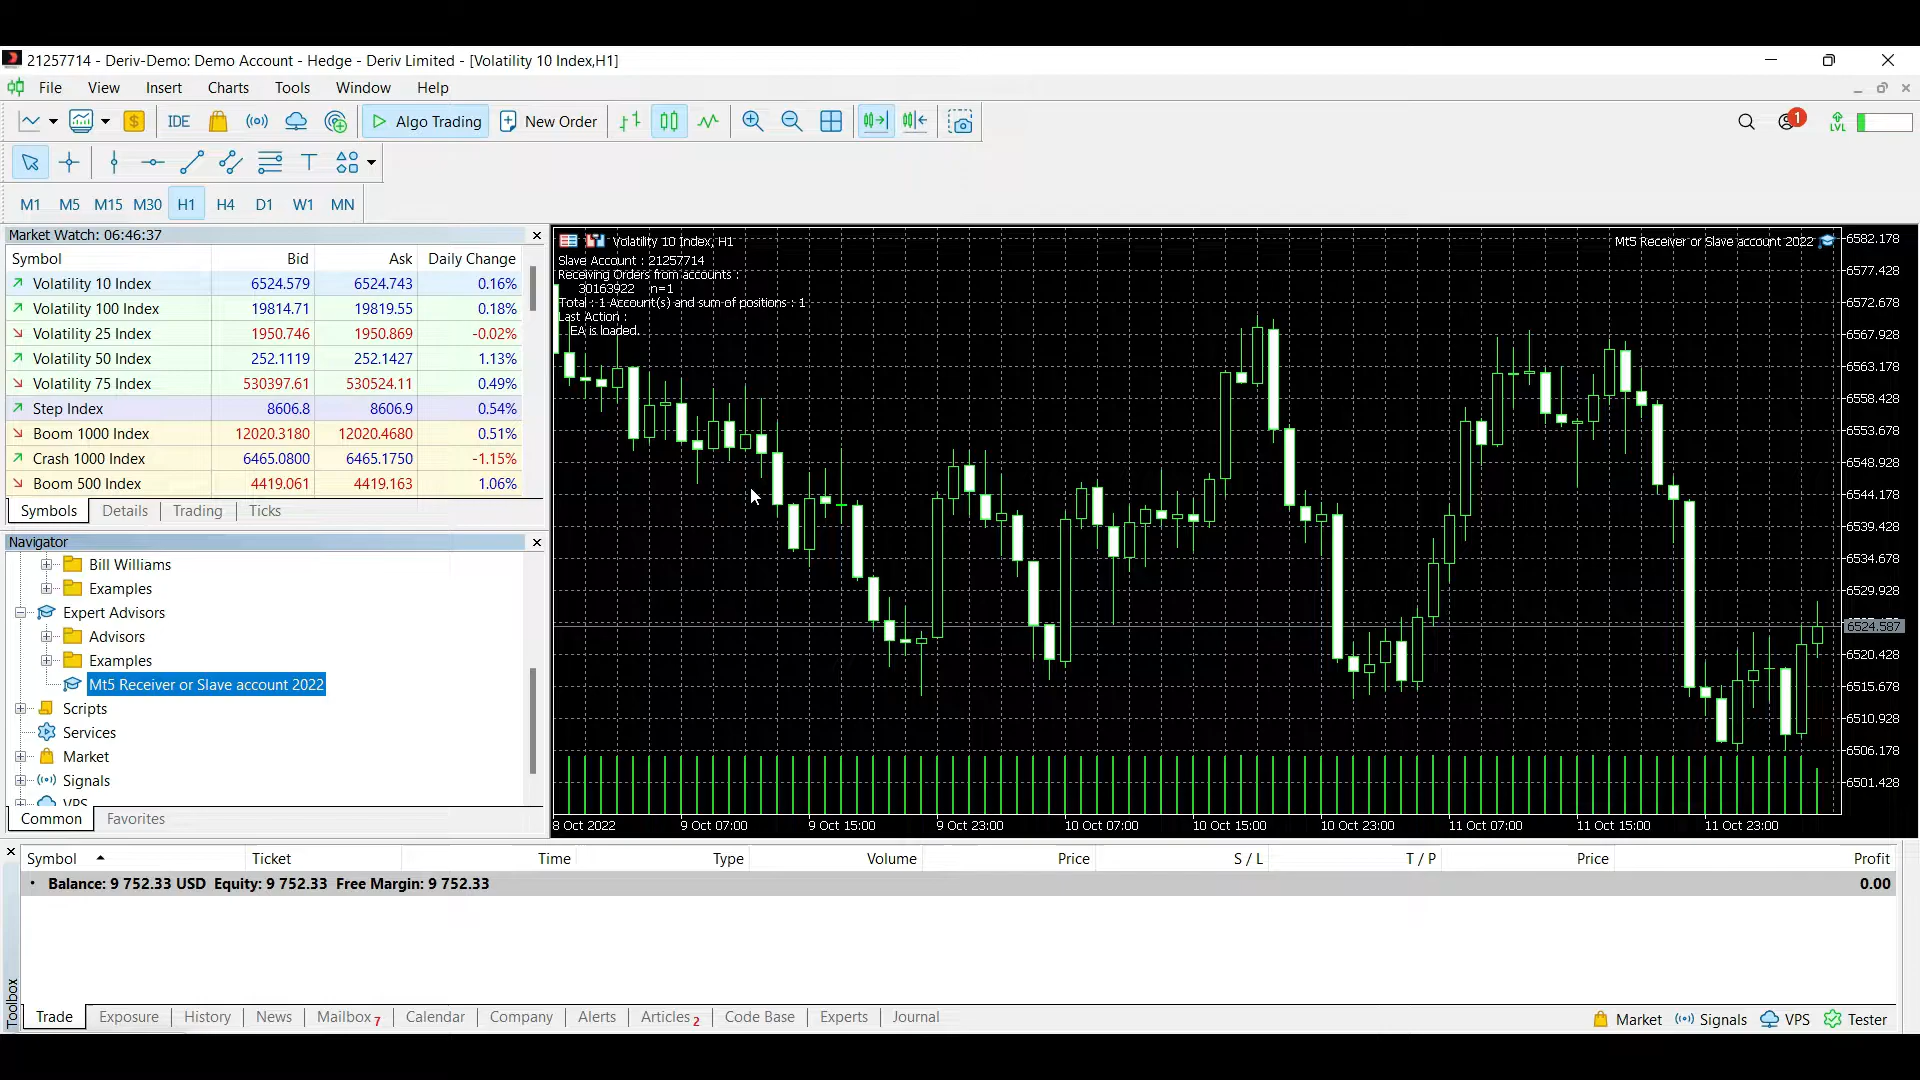 21257714 - Deriv-Demo: Demo Account - Hedge - Deriv Limited - [Volatility 10 Index,H1]
File View Insert Charts Tools Window Help
IDE Algo Trading New Order 1 LVL
T
M1 M5 M15 M30 H1 H4 D1 W1 MN
Market Watch: 06:46:37
Symbol Bid Ask Daily Change
Volatility 10 Index 6524.579 6524.743 0.16%
Volatility 100 Index 19814.71 19819.55 0.18%
Volatility 25 Index 1950.746 1950.869 -0.02%
Volatility 50 Index 252.1119 252.1427 1.13%
Volatility 75 Index 530397.61 530524.11 0.49%
Step Index 8606.8 8606.9 0.54%
Boom 1000 Index 12020.3180 12020.4680 0.51%
Crash 1000 Index 6465.0800 6465.1750 -1.15%
Boom 500 Index 4419.061 4419.163 1.06%
Symbols Details Trading Ticks
Navigator
Bill Williams
Examples
Expert Advisors
Advisors
Examples
Mt5 Receiver or Slave account 2022
Scripts
Services
Market
Signals
VPS
Common Favorites
Volatility 10 Index, H1
Mt5 Receiver or Slave account 2022
Slave Account : 21257714
Receiving Orders from accounts :
30163922 n=1
Total : 1 Account(s) and sum of positions : 1
Last Action :
EA is loaded.
6582.178
6577.428
6572.678
6567.928
6563.178
6558.428
6553.678
6548.928
6544.178
6539.428
6534.678
6529.928
6524.587
6520.428
6515.678
6510.928
6506.178
6501.428
8 Oct 2022 9 Oct 07:00 9 Oct 15:00 9 Oct 23:00 10 Oct 07:00 10 Oct 15:00 10 Oct 23:00 11 Oct 07:00 11 Oct 15:00 11 Oct 23:00
Symbol Ticket Time Type Volume Price S / L T / P Price Profit
Balance: 9 752.33 USD Equity: 9 752.33 Free Margin: 9 752.33 0.00
Toolbox
Trade Exposure History News Mailbox 7 Calendar Company Alerts Articles 2 Code Base Experts Journal
Market Signals VPS Tester